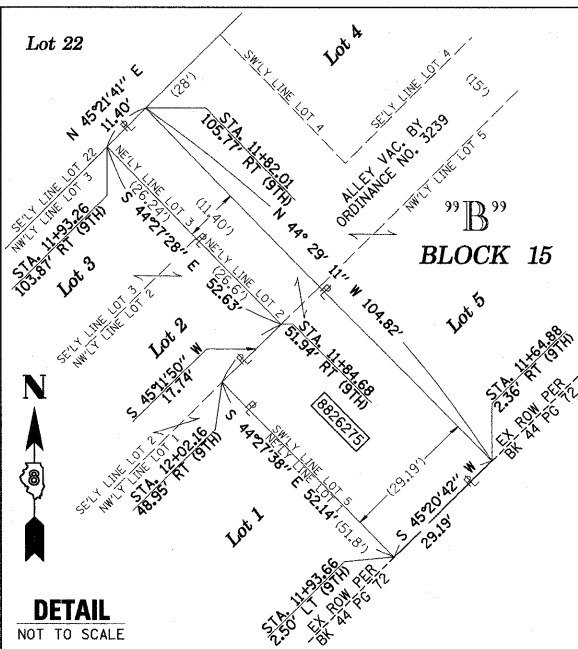 Lot 22
Lot 4
N 45°21'41" E
11.40'
(28')
SW'LY LINE LOT 4
SE'LY LINE LOT 4
(15')
STA. 11+82.01
105.77' RT (9TH)
ALLEY VAC. BY
ORDINANCE NO. 3239
NW'LY LINE LOT 5
SE'LY LINE LOT 22
NW'LY LINE LOT 3
NE'LY LINE LOT 3
(26.24')
(11.40')
STA. 11+93.26
103.87' RT (9TH)
S 44°27'28" E
52.63'
N 44° 29' 11" W 104.82'
"B"
BLOCK 15
Lot 3
NE'LY LINE LOT 2
(26.6')
Lot 5
SE'LY LINE LOT 3
NW'LY LINE LOT 2
Lot 2
STA. 11+84.68
51.94' RT (9TH)
STA. 11+64.88
2.36' RT (9TH)
S 45°11'50" W
17.74'
8826275
EX ROW PER
BK 44 PG 72
N
8
SE'LY LINE LOT 2
NW'LY LINE LOT 1
STA. 12+02.16
48.95' RT (9TH)
SW'LY LINE LOT 5
NE'LY LINE LOT 1
S 44°27'38" E 52.14'
(51.8')
(29.19')
S 45°20'42" W
29.19'
Lot 1
STA. 11+93.66
2.50' LT (9TH)
EX ROW PER
BK 44 PG 72
DETAIL
NOT TO SCALE